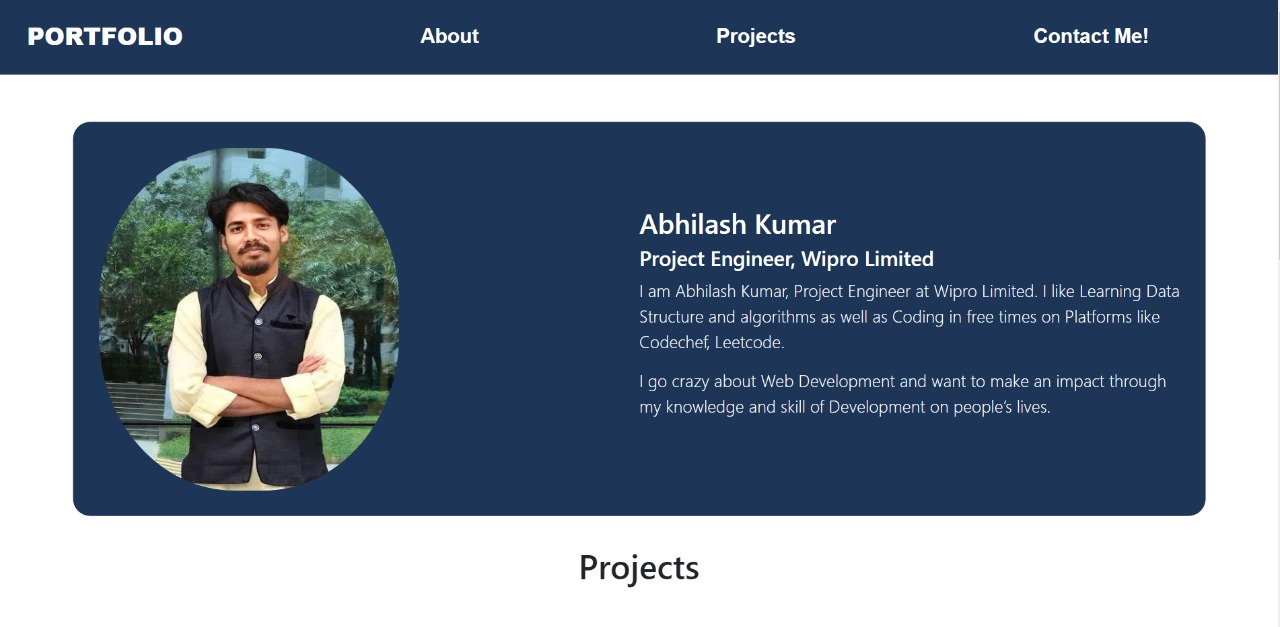 PORTFOLIO About Projects Contact Me!
Abhilash Kumar
Project Engineer, Wipro Limited
I am Abhilash Kumar, Project Engineer at Wipro Limited. I like Learning Data
Structure and algorithms as well as Coding in free times on Platforms like
Codechef, Leetcode.
I go crazy about Web Development and want to make an impact through
my knowledge and skill of Development on people's lives.
Projects